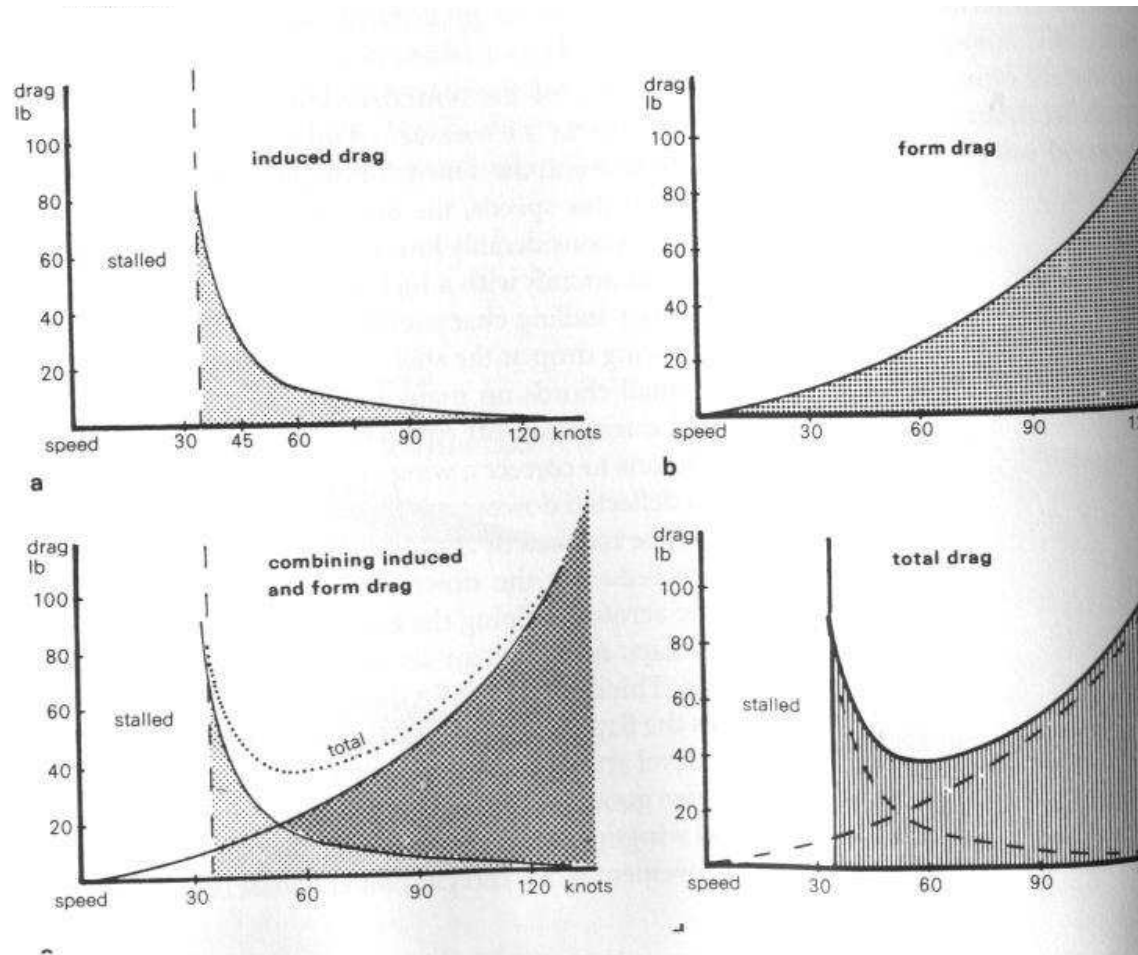 drag
lb
100
80
60
40
20
induced drag
stalled
speed 30 45 60 90 120 knots
a
drag
lb
100
80
60
40
20
form drag
speed 30 60 90
b
drag
lb
100
80
60
40
20
combining induced
and form drag
stalled
total
speed 30 60 90 120 knots
drag
lb
100
80
60
40
20
total drag
stalled
speed 30 60 90